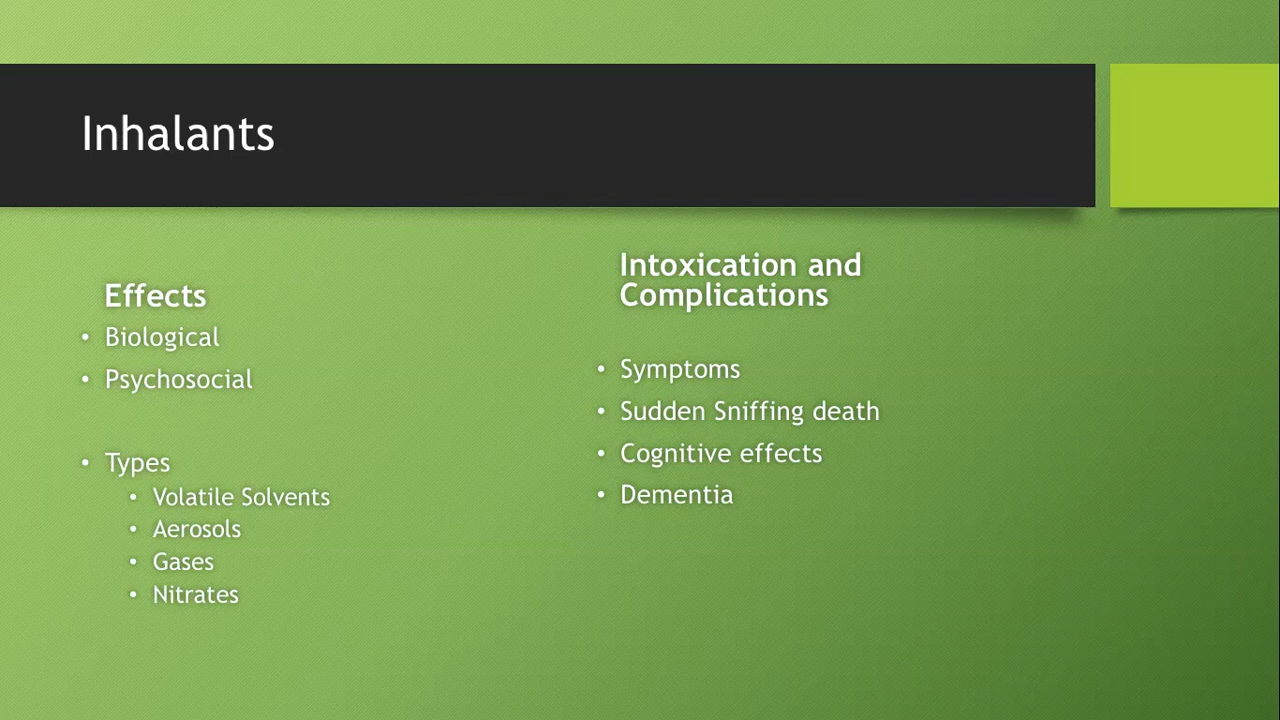 Inhalants
Effects
• Biological
• Psychosocial
• Types
• Volatile Solvents
• Aerosols
• Gases
• Nitrates
Intoxication and
Complications
• Symptoms
• Sudden Sniffing death
• Cognitive effects
• Dementia